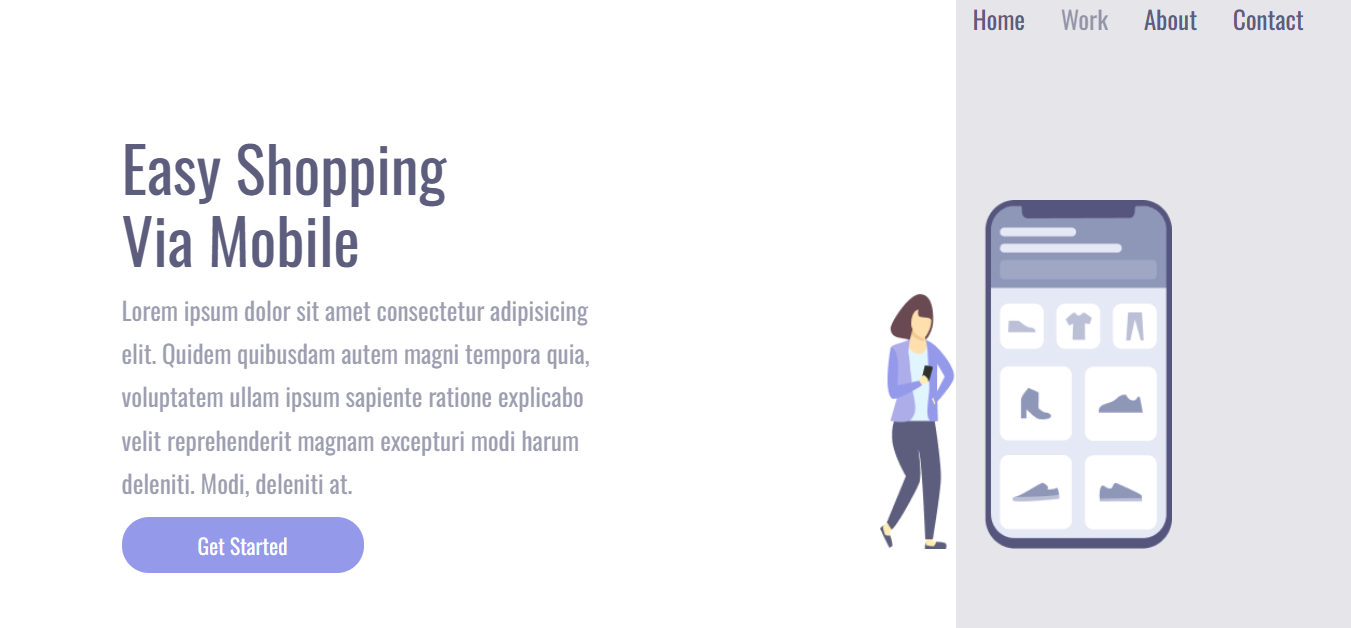 Home Work About Contact
Easy Shopping
Via Mobile
Lorem ipsum dolor sit amet consectetur adipisicing
elit. Quidem quibusdam autem magni tempora quia,
voluptatem ullam ipsum sapiente ratione explicabo
velit reprehenderit magnam excepturi modi harum
deleniti. Modi, deleniti at.
Get Started